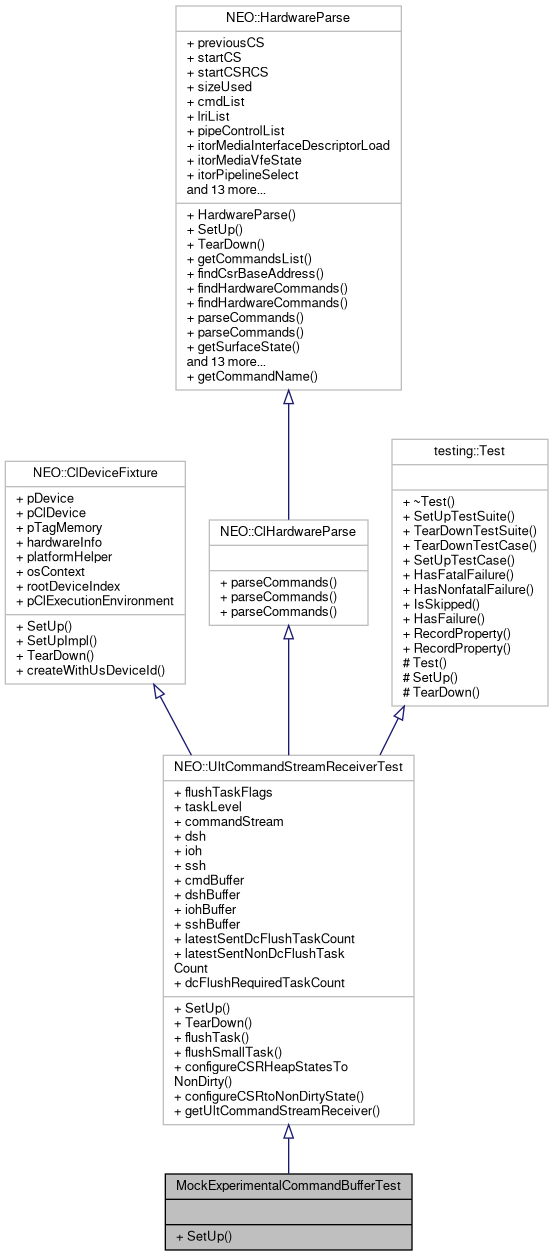 NEO::HardwareParse
+ previousCS
+ startCS
+ startCSRCS
+ sizeUsed
+ cmdList
+ lriList
+ pipeControlList
+ itorMediaInterfaceDescriptorLoad
+ itorMediaVfeState
+ itorPipelineSelect
and 13 more...
+ HardwareParse()
+ SetUp()
+ TearDown()
+ getCommandsList()
+ findCsrBaseAddress()
+ findHardwareCommands()
+ findHardwareCommands()
+ parseCommands()
+ parseCommands()
+ getSurfaceState()
and 13 more...
+ getCommandName()
NEO::ClDeviceFixture
+ pDevice
+ pClDevice
+ pTagMemory
+ hardwareInfo
+ platformHelper
+ osContext
+ rootDeviceIndex
+ pClExecutionEnvironment
+ SetUp()
+ SetUpImpl()
+ TearDown()
+ createWithUsDeviceId()
NEO::ClHardwareParse
+ parseCommands()
+ parseCommands()
+ parseCommands()
testing::Test
+ ~Test()
+ SetUpTestSuite()
+ TearDownTestSuite()
+ TearDownTestCase()
+ SetUpTestCase()
+ HasFatalFailure()
+ HasNonfatalFailure()
+ IsSkipped()
+ HasFailure()
+ RecordProperty()
+ RecordProperty()
# Test()
# SetUp()
# TearDown()
NEO::UltCommandStreamReceiverTest
+ flushTaskFlags
+ taskLevel
+ commandStream
+ dsh
+ ioh
+ ssh
+ cmdBuffer
+ dshBuffer
+ iohBuffer
+ sshBuffer
+ latestSentDcFlushTaskCount
+ latestSentNonDcFlushTask
Count
+ dcFlushRequiredTaskCount
+ SetUp()
+ TearDown()
+ flushTask()
+ flushSmallTask()
+ configureCSRHeapStatesTo
NonDirty()
+ configureCSRtoNonDirtyState()
+ getUltCommandStreamReceiver()
MockExperimentalCommandBufferTest
+ SetUp()